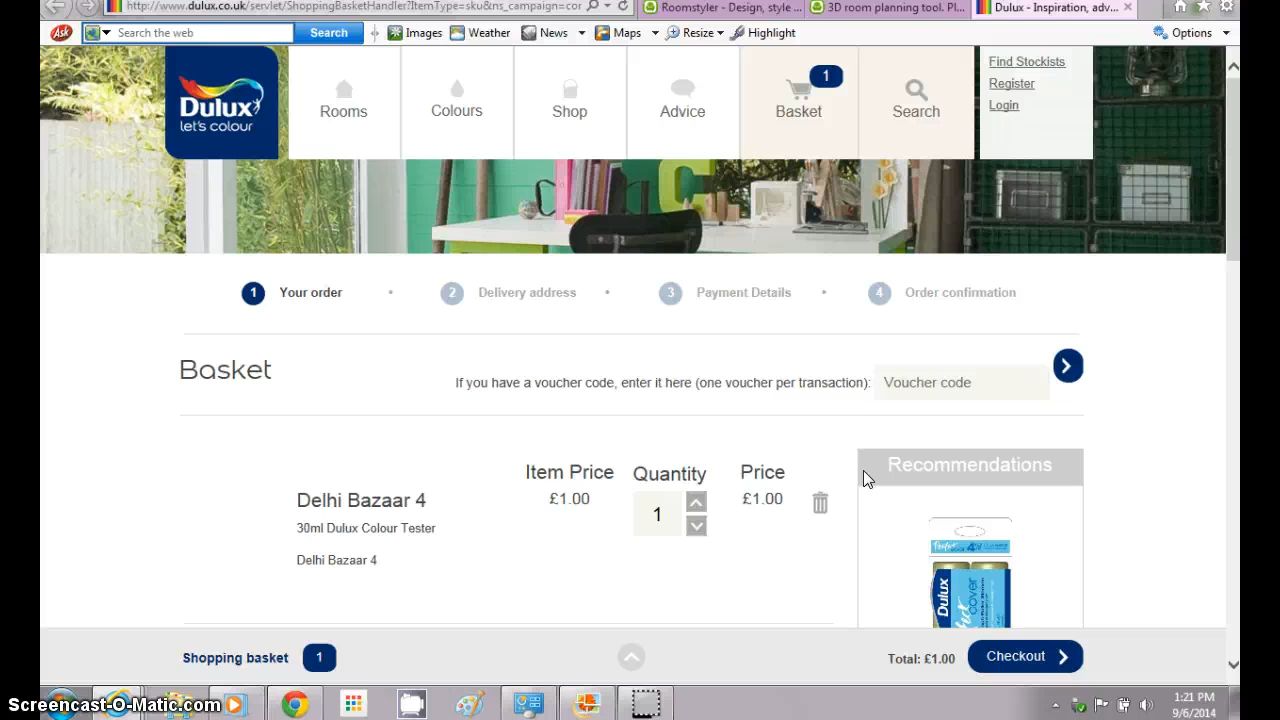 http://www.dulux.co.uk/servlet/ShoppingBasketHandler?ItemType=sku&ns_campaign=cor
Roomstyler - Design, style ...
3D room planning tool. Pl...
Dulux - Inspiration, adv...
Ask
Search the web
Search
Images
Weather
News
Maps
Resize
Highlight
Options
Dulux
let's colour
Rooms
Colours
Shop
Advice
1
Basket
Search
Find Stockists
Register
Login
1 Your order
2 Delivery address
3 Payment Details
4 Order confirmation
Basket
If you have a voucher code, enter it here (one voucher per transaction):
Voucher code
Item Price
Quantity
Price
Delhi Bazaar 4
£1.00
1
£1.00
30ml Dulux Colour Tester
Delhi Bazaar 4
Recommendations
Dulux
Shopping basket 1
Total: £1.00
Checkout
Screencast-O-Matic.com
1:21 PM
9/6/2014